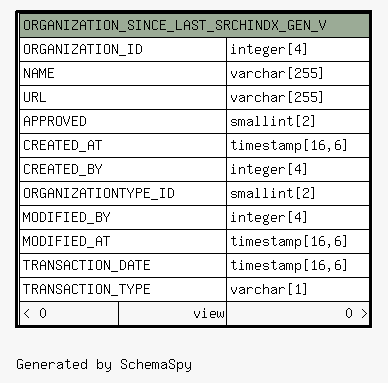 ORGANIZATION_SINCE_LAST_SRCHINDX_GEN_V
ORGANIZATION_ID integer[4]
NAME varchar[255]
URL varchar[255]
APPROVED smallint[2]
CREATED_AT timestamp[16,6]
CREATED_BY integer[4]
ORGANIZATIONTYPE_ID smallint[2]
MODIFIED_BY integer[4]
MODIFIED_AT timestamp[16,6]
TRANSACTION_DATE timestamp[16,6]
TRANSACTION_TYPE varchar[1]
< 0 view 0 >
Generated by SchemaSpy